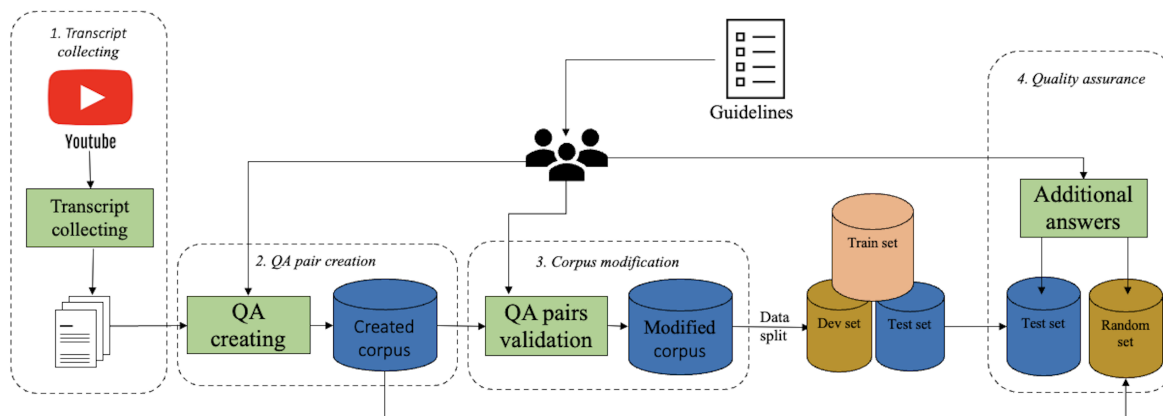 1. Transcript
collecting
Youtube
Transcript
collecting
Guidelines
2. QA pair creation
QA
creating
Created
corpus
3. Corpus modification
QA pairs
validation
Modified
corpus
Data
split
Train set
Dev set
Test set
4. Quality assurance
Additional
answers
Test set
Random
set